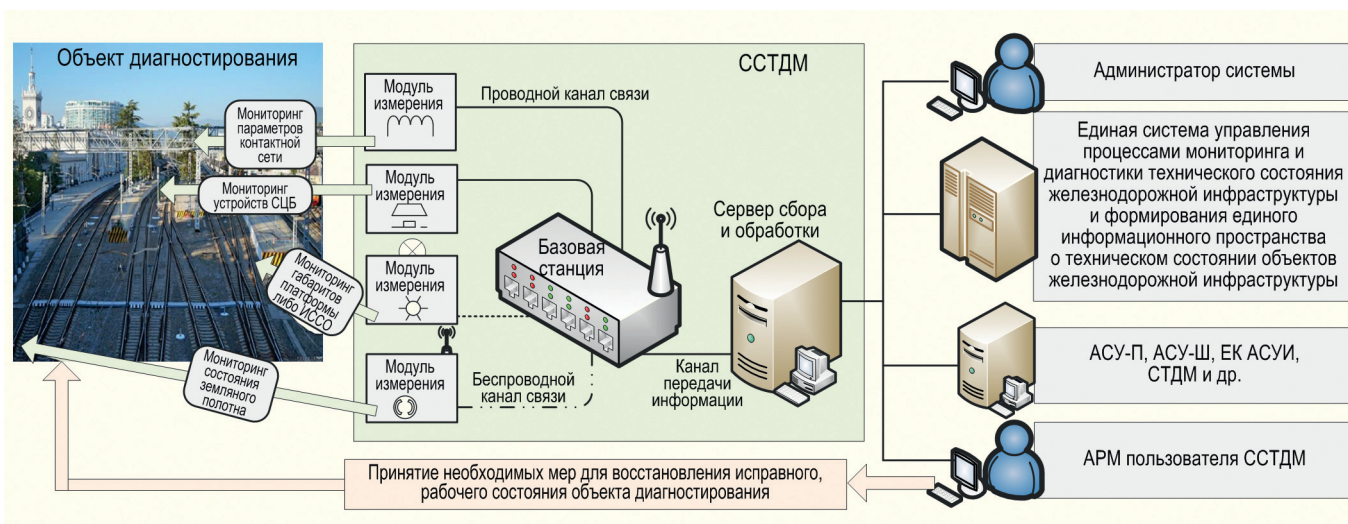 Объект диагностирования
Мониторинг
параметров
контактной
сети
Мониторинг
устройств СЦБ
Мониторинг
габаритов
платформы
либо ИССО
Мониторинг
состояния
земляного
полотна
ССТДМ
Модуль
измерения
Проводной канал связи
Модуль
измерения
Модуль
измерения
Модуль
измерения
Беспроводной
канал связи
Базовая
станция
Сервер сбора
и обработки
Канал
передачи
информации
Администратор системы
Единая система управления
процессами мониторинга и
диагностики технического состояния
железнодорожной инфраструктуры
и формирования единого
информационного пространства
о техническом состоянии объектов
железнодорожной инфраструктуры
АСУ-П, АСУ-Ш, ЕК АСУИ,
СТДМ и др.
АРМ пользователя ССТДМ
Принятие необходимых мер для восстановления исправного,
рабочего состояния объекта диагностирования